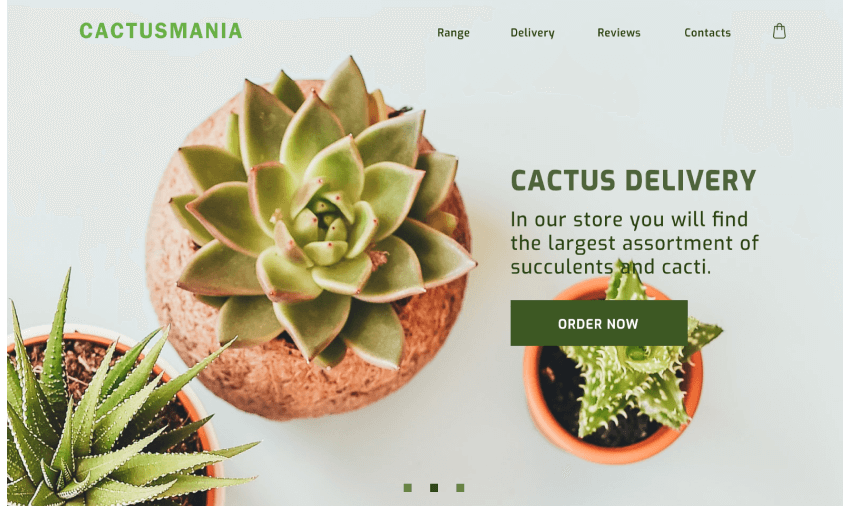 CACTUSMANIA
Range Delivery Reviews Contacts
CACTUS DELIVERY
In our store you will find
the largest assortment of
succulents and cacti.
ORDER NOW